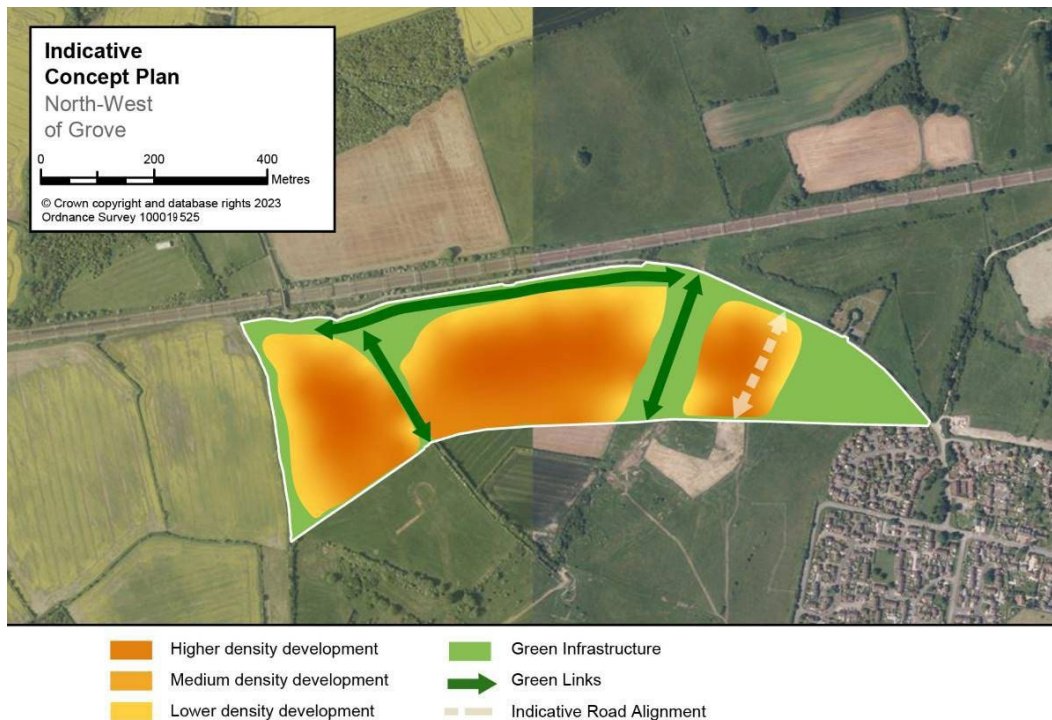 Indicative
Concept Plan
North-West
of Grove
0 200 400
Metres
© Crown copyright and database rights 2023
Ordnance Survey 100019525
Higher density development
Medium density development
Lower density development
Green Infrastructure
Green Links
Indicative Road Alignment